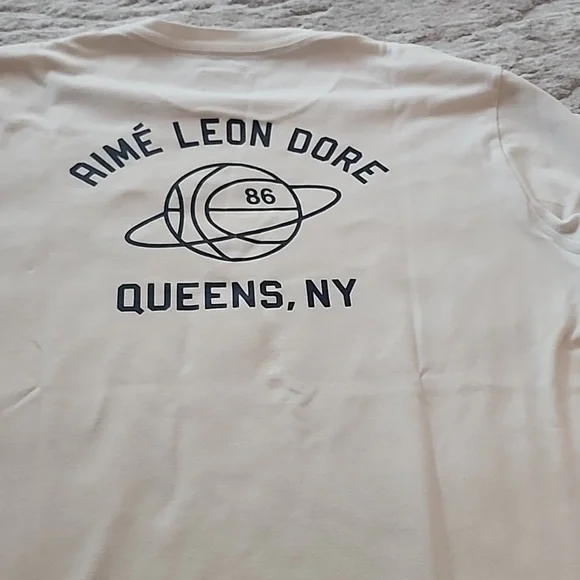 AIMÉ LEON DORE
86
QUEENS, NY